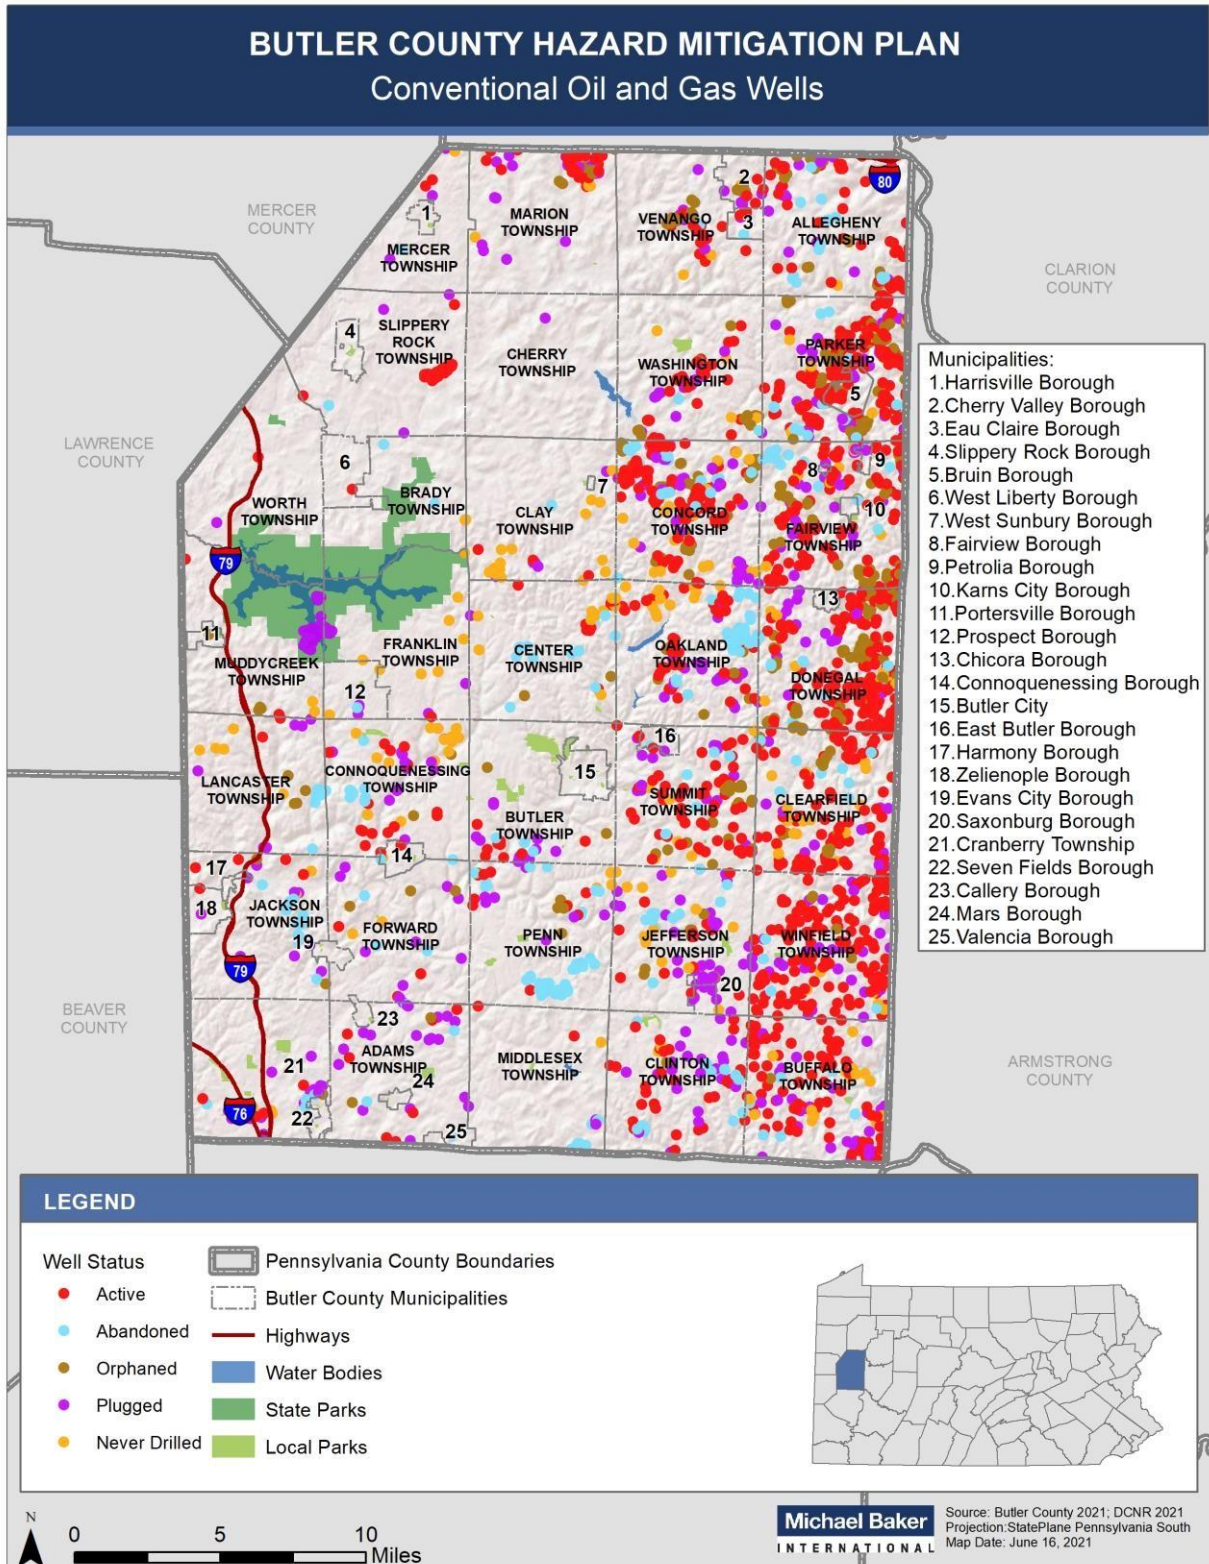 BUTLER COUNTY HAZARD MITIGATION PLAN
Conventional Oil and Gas Wells
MERCER
COUNTY
1
MERCER
TOWNSHIP
MARION
TOWNSHIP
VENANGO
TOWNSHIP
2
3
80
ALLEGHENY
TOWNSHIP
CLARION
COUNTY
4
SLIPPERY
ROCK
TOWNSHIP
CHERRY
TOWNSHIP
WASHINGTON
TOWNSHIP
PARKER
TOWNSHIP
5
LAWRENCE
COUNTY
6
WORTH
TOWNSHIP
BRADY
TOWNSHIP
CLAY
TOWNSHIP
7
CONCORD
TOWNSHIP
8
9
10
FAIRVIEW
TOWNSHIP
79
11
MUDDYCREEK
TOWNSHIP
FRANKLIN
TOWNSHIP
12
CENTER
TOWNSHIP
OAKLAND
TOWNSHIP
13
DONEGAL
TOWNSHIP
LANCASTER
TOWNSHIP
CONNOQUENESSING
TOWNSHIP
14
BUTLER
TOWNSHIP
15
16
SUMMIT
TOWNSHIP
CLEARFIELD
TOWNSHIP
17
18
JACKSON
TOWNSHIP
19
FORWARD
TOWNSHIP
PENN
TOWNSHIP
JEFFERSON
TOWNSHIP
20
WINFIELD
TOWNSHIP
79
BEAVER
COUNTY
21
22
76
23
ADAMS
TOWNSHIP
24
25
MIDDLESEX
TOWNSHIP
CLINTON
TOWNSHIP
BUFFALO
TOWNSHIP
ARMSTRONG
COUNTY
Municipalities:
1.Harrisville Borough
2.Cherry Valley Borough
3.Eau Claire Borough
4.Slippery Rock Borough
5.Bruin Borough
6.West Liberty Borough
7.West Sunbury Borough
8.Fairview Borough
9.Petrolia Borough
10.Karns City Borough
11.Portersville Borough
12.Prospect Borough
13.Chicora Borough
14.Connoquenessing Borough
15.Butler City
16.East Butler Borough
17.Harmony Borough
18.Zelienople Borough
19.Evans City Borough
20.Saxonburg Borough
21.Cranberry Township
22.Seven Fields Borough
23.Callery Borough
24.Mars Borough
25.Valencia Borough
LEGEND
Well Status
Active
Abandoned
Orphaned
Plugged
Never Drilled
Pennsylvania County Boundaries
Butler County Municipalities
Highways
Water Bodies
State Parks
Local Parks
N
0 5 10
Miles
Michael Baker
INTERNATIONAL
Source: Butler County 2021; DCNR 2021
Projection:StatePlane Pennsylvania South
Map Date: June 16, 2021